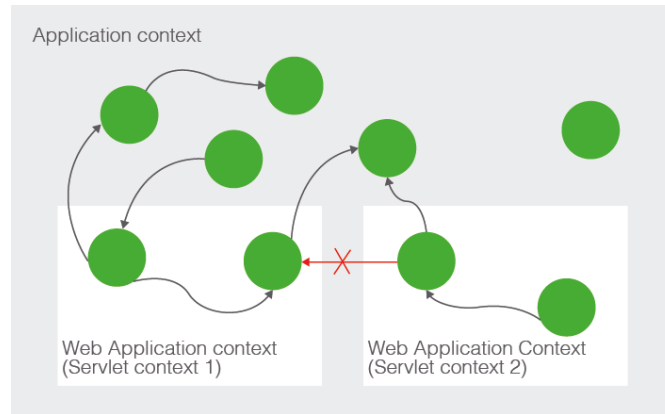 Application context
Web Application context
(Servlet context 1)
Web Application Context
(Servlet context 2)